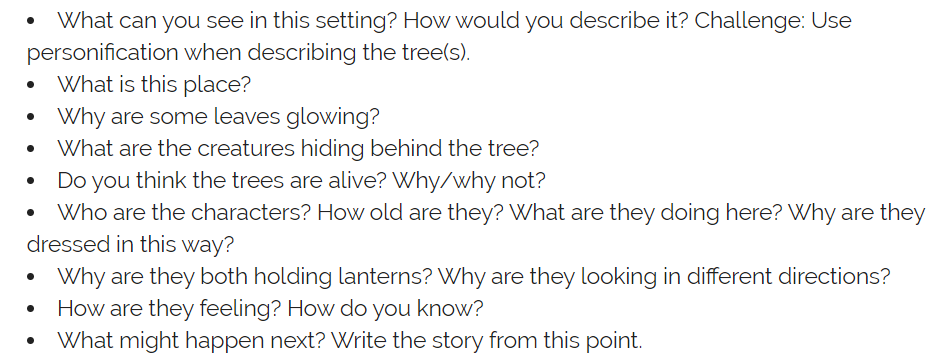 • What can you see in this setting? How would you describe it? Challenge: Use
personification when describing the tree(s).
• What is this place?
• Why are some leaves glowing?
• What are the creatures hiding behind the tree?
• Do you think the trees are alive? Why/why not?
• Who are the characters? How old are they? What are they doing here? Why are they
dressed in this way?
• Why are they both holding lanterns? Why are they looking in different directions?
• How are they feeling? How do you know?
• What might happen next? Write the story from this point.